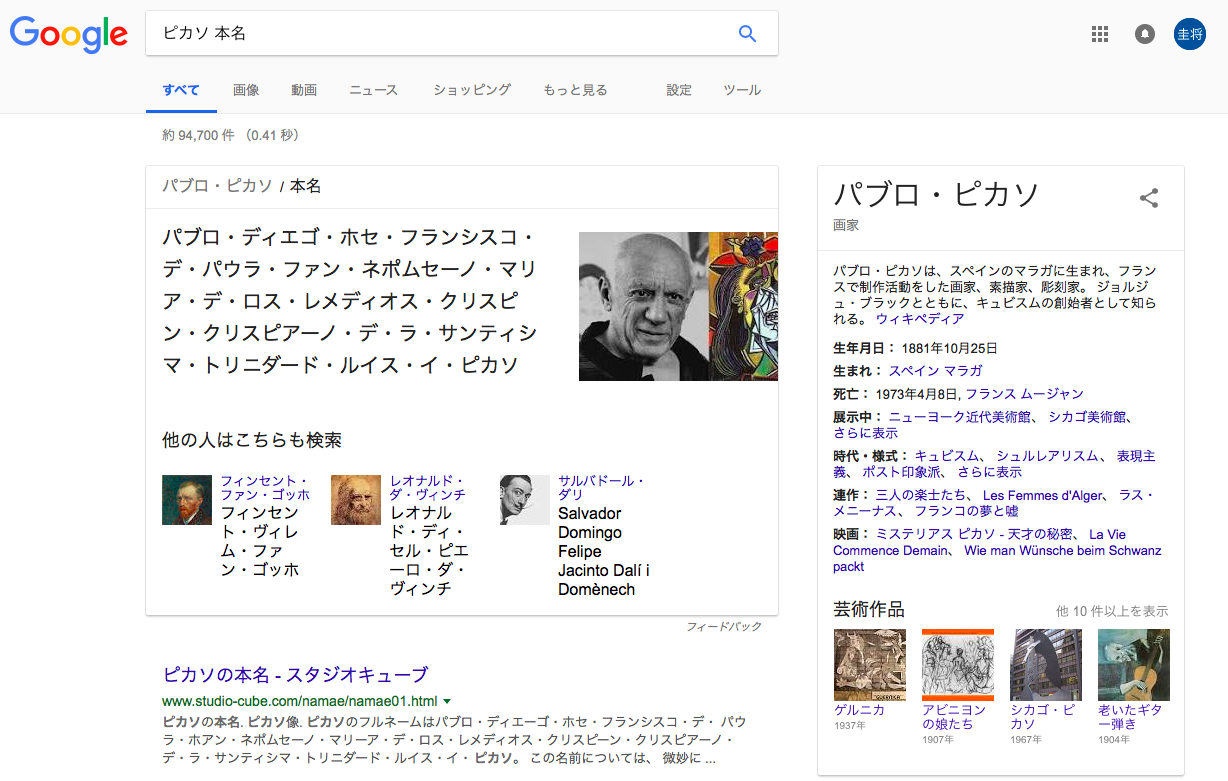 Google
ピカソ 本名
圭将
すべて 画像 動画 ニュース ショッピング もっと見る 設定 ツール
約 94,700 件 （0.41 秒）
パブロ・ピカソ / 本名
パブロ・ディエゴ・ホセ・フランシスコ・
デ・パウラ・ファン・ネポムセーノ・マリ
ア・デ・ロス・レメディオス・クリスピ
ン・クリスピアーノ・デ・ラ・サンティシ
マ・トリニダード・ルイス・イ・ピカソ
他の人はこちらも検索
フィンセント・
ファン・ゴッホ
フィンセン
ト・ヴィレ
ム・ファ
ン・ゴッホ
レオナルド・
ダ・ヴィンチ
レオナル
ド・ディ・
セル・ピエ
ーロ・ダ・
ヴィンチ
サルバドール・
ダリ
Salvador
Domingo
Felipe
Jacinto Dalí i
Domènech
フィードバック
ピカソの本名 - スタジオキューブ
www.studio-cube.com/namae/namae01.html
ピカソの本名. ピカソ像. ピカソのフルネームはパブロ・ディエーゴ・ホセ・フランシスコ・デ・ パウ
ラ・ホアン・ネポムセーノ・マリーア・デ・ロス・レメディオス・クリスピーン・クリスピアーノ・
デ・ラ・サンティシマ・トリニダード・ルイス・イ・ピカソ。 この名前については、 微妙に ...
パブロ・ピカソ
画家
パブロ・ピカソは、スペインのマラガに生まれ、フラン
スで制作活動をした画家、素描家、彫刻家。 ジョルジ
ュ・ブラックとともに、キュビスムの創始者として知ら
れる。 ウィキペディア
生年月日： 1881年10月25日
生まれ： スペイン マラガ
死亡： 1973年4月8日, フランス ムージャン
展示中： ニューヨーク近代美術館、 シカゴ美術館、
さらに表示
時代・様式： キュビスム、 シュルレアリスム、 表現主
義、 ポスト印象派、 さらに表示
連作： 三人の楽士たち、 Les Femmes d'Alger、 ラス・
メニーナス、 フランコの夢と嘘
映画： ミステリアス ピカソ - 天才の秘密、 La Vie
Commence Demain、 Wie man Wünsche beim Schwanz
packt
芸術作品 他 10 件以上を表示
ゲルニカ
1937年
アビニヨン
の娘たち
1907年
シカゴ・ピ
カソ
1967年
老いたギタ
ー弾き
1904年